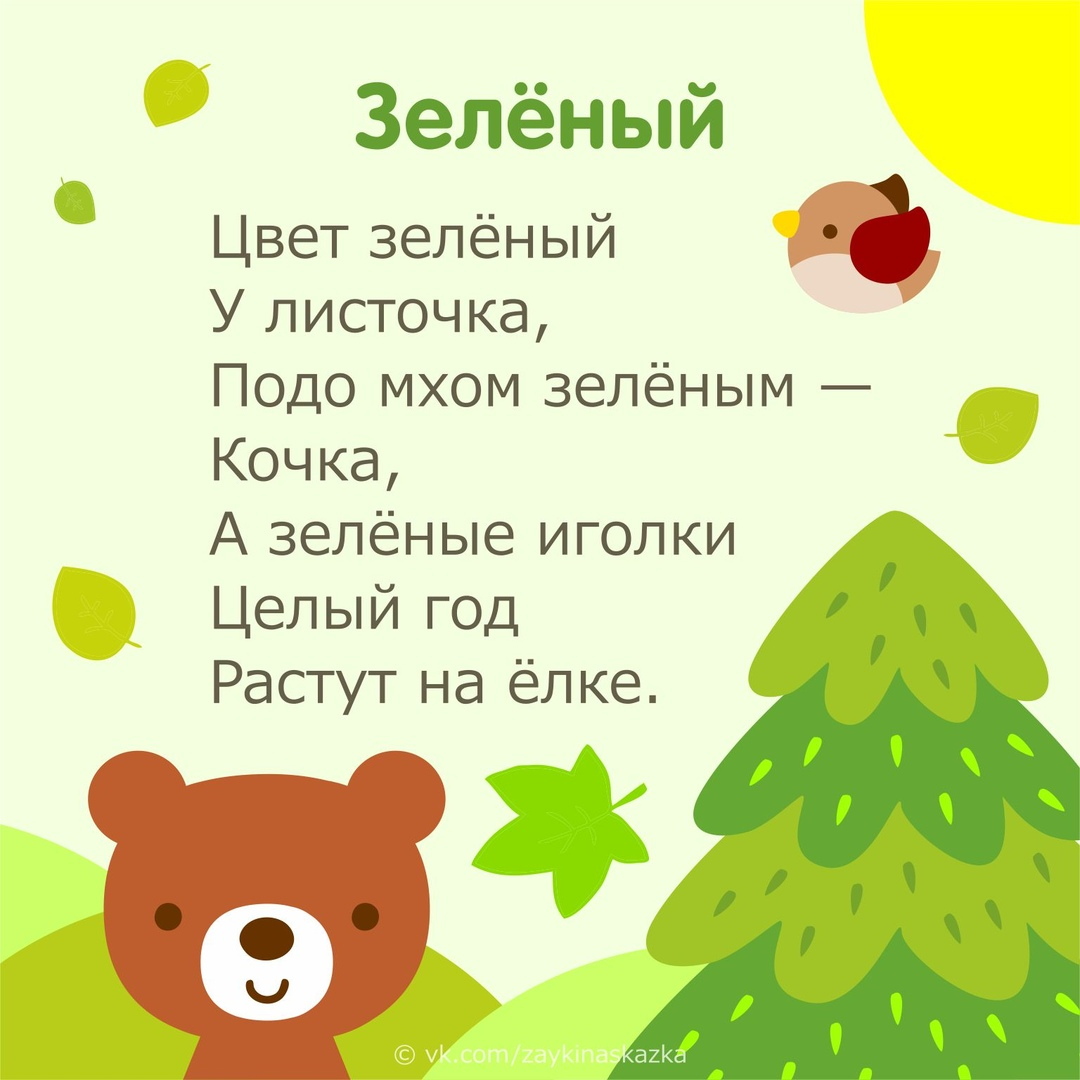 Зелёный
Цвет зелёный
У листочка,
Подо мхом зелёным —
Кочка,
А зелёные иголки
Целый год
Растут на ёлке.
© vk.com/zaykinaskazka